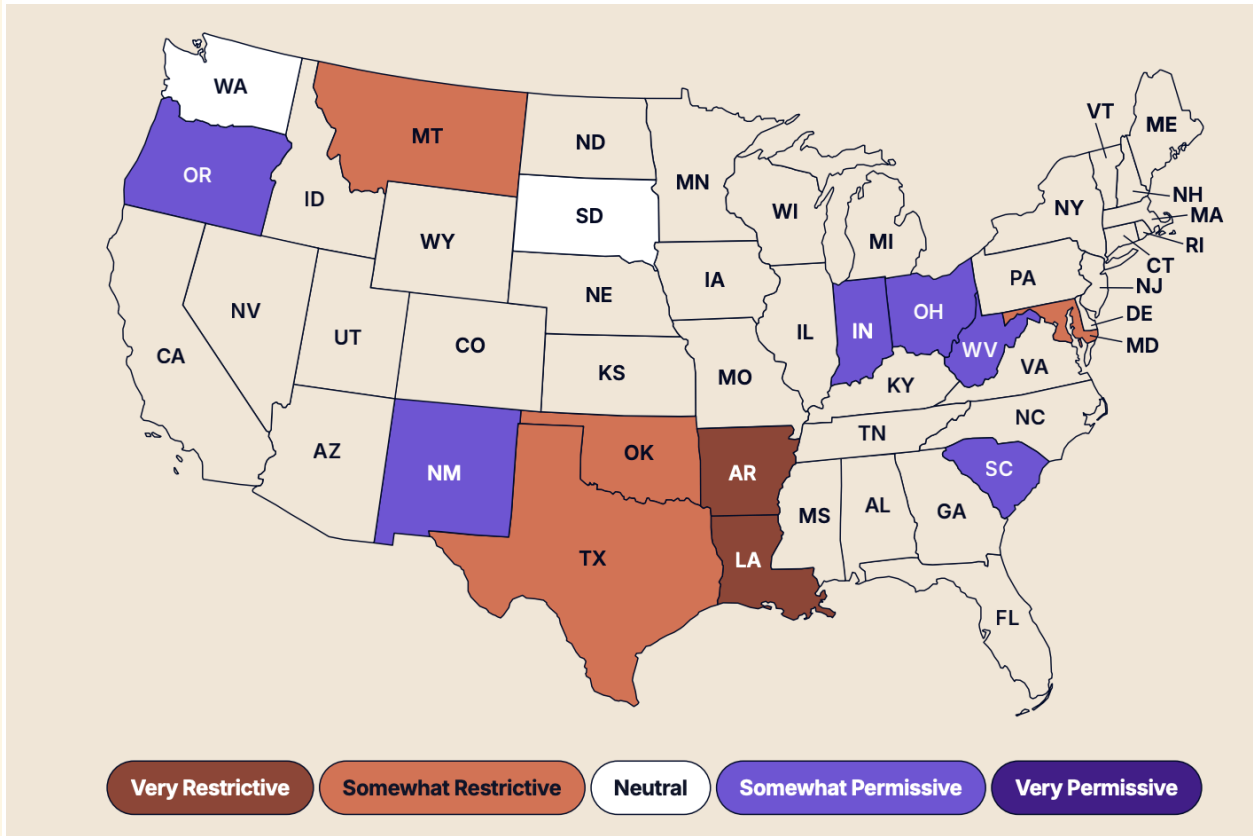 WA
MT
ND
MN
VT
ME
OR
ID
SD
WI
MI
NY
NH
MA
RI
CT
WY
IA
PA
NJ
NE
NV
UT
CO
IL
IN
OH
DE
MD
CA
KS
MO
WV
VA
KY
NC
AZ
NM
OK
AR
TN
SC
MS
AL
GA
TX
LA
FL
Very Restrictive
Somewhat Restrictive
Neutral
Somewhat Permissive
Very Permissive